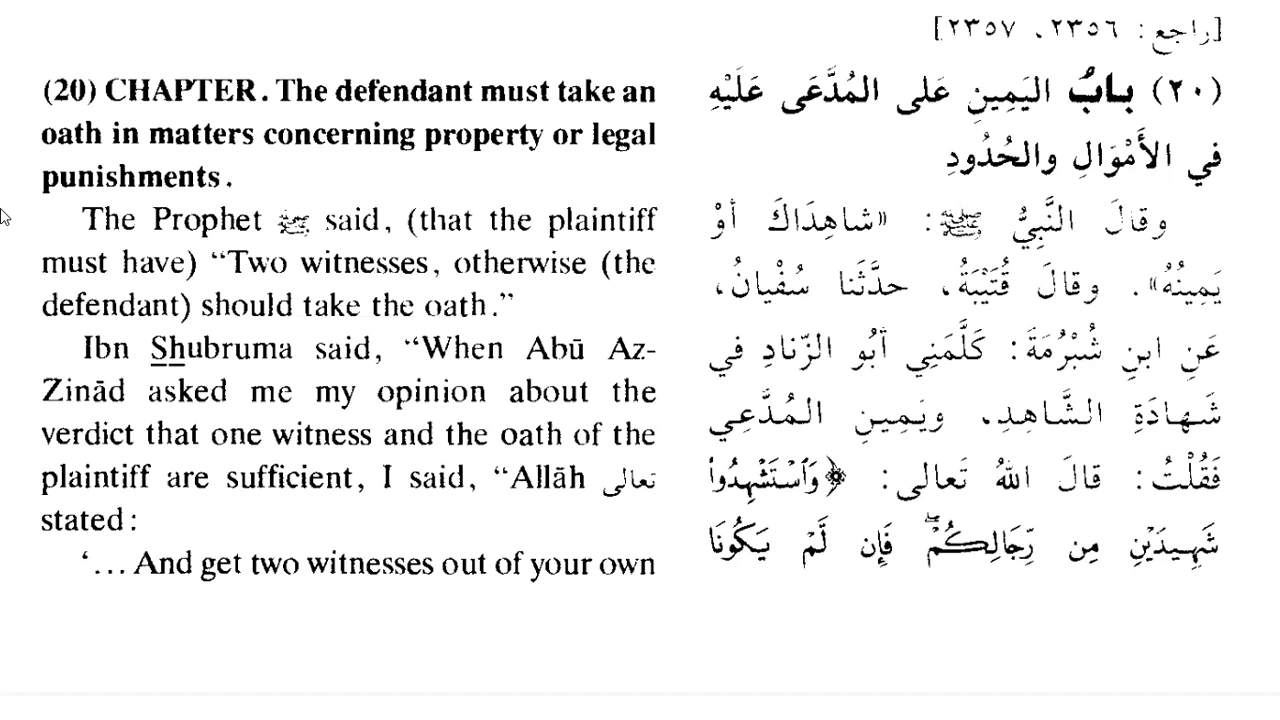 (20) CHAPTER. The defendant must take an
oath in matters concerning property or legal
punishments.
The Prophet ﷺ said, (that the plaintiff
must have) “Two witnesses, otherwise (the
defendant) should take the oath.”
Ibn Shubruma said, “When Abū Az-
Zinād asked me my opinion about the
verdict that one witness and the oath of the
plaintiff are sufficient, I said, “Allāh تعالى
stated:
‘... And get two witnesses out of your own
[راجع: ٢٣٥٦، ٢٣٥٧]
(٢٠) بابُ اليَمِينِ عَلى المُدَّعَى عَلَيْهِ
في الأَمْوَالِ والحُدُودِ
وقالَ النَّبِيُّ ﷺ: «شاهِدَاكَ أوْ
يَمِينُهُ». وقالَ قُتَيْبَةُ، حدَّثَنا سُفْيانُ،
عَنِ ابنِ شُبْرُمَةَ: كَلَّمَنِي أبُو الزِّنادِ في
شَهادَةِ الشَّاهِدِ، ويَمِينِ المُدَّعِي
فَقُلْتُ: قالَ اللهُ تَعالى: ﴿وَٱسْتَشْهِدُواْ
شَهِيدَيْنِ مِن رِّجَالِكُمْۖ فَإِن لَّمْ يَكُونَا